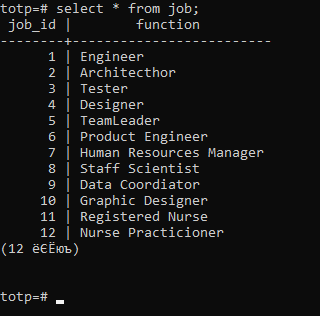 totp=# select * from job;
job_id | function
--------+-------------------------
1 | Engineer
2 | Architecthor
3 | Tester
4 | Designer
5 | TeamLeader
6 | Product Engineer
7 | Human Resources Manager
8 | Staff Scientist
9 | Data Coordiator
10 | Graphic Designer
11 | Registered Nurse
12 | Nurse Practicioner
(12 ёЄЁюъ)
totp=#